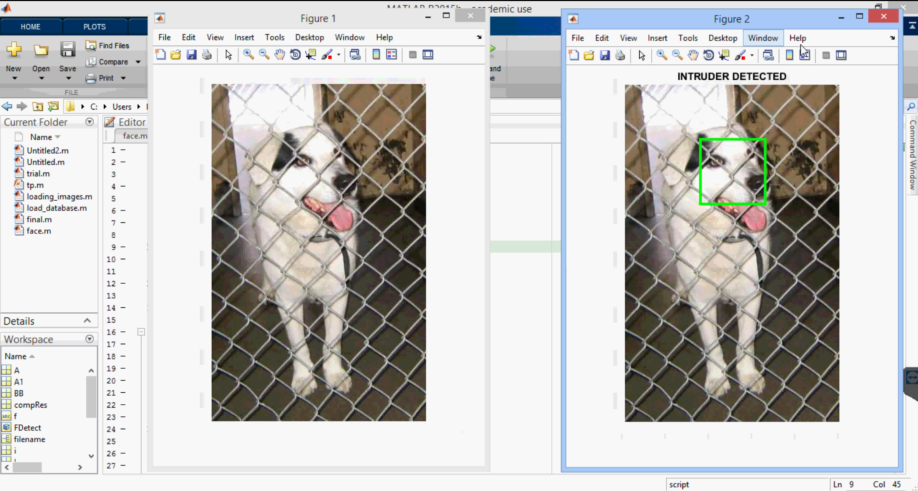 MATLAB R2015b academic use
HOME PLOTS
New Open Save
Find Files
Compare
Print
FILE
C: Users
Current Folder
Name
Untitled2.m
Untitled.m
trial.m
tp.m
loading_images.m
load_database.m
final.m
face.m
Details
Workspace
Name
A
A1
BB
compRes
f
FDetect
filename
i
Editor
face.m
1
2
3
4
5
6
7
8
9
10
11
12
13
14
15
16
17
18
19
20
21
22
23
24
25
26
27
Figure 1
File Edit View Insert Tools Desktop Window Help
and
Figure 2
File Edit View Insert Tools Desktop Window Help
INTRUDER DETECTED
Command Window
script Ln 9 Col 45